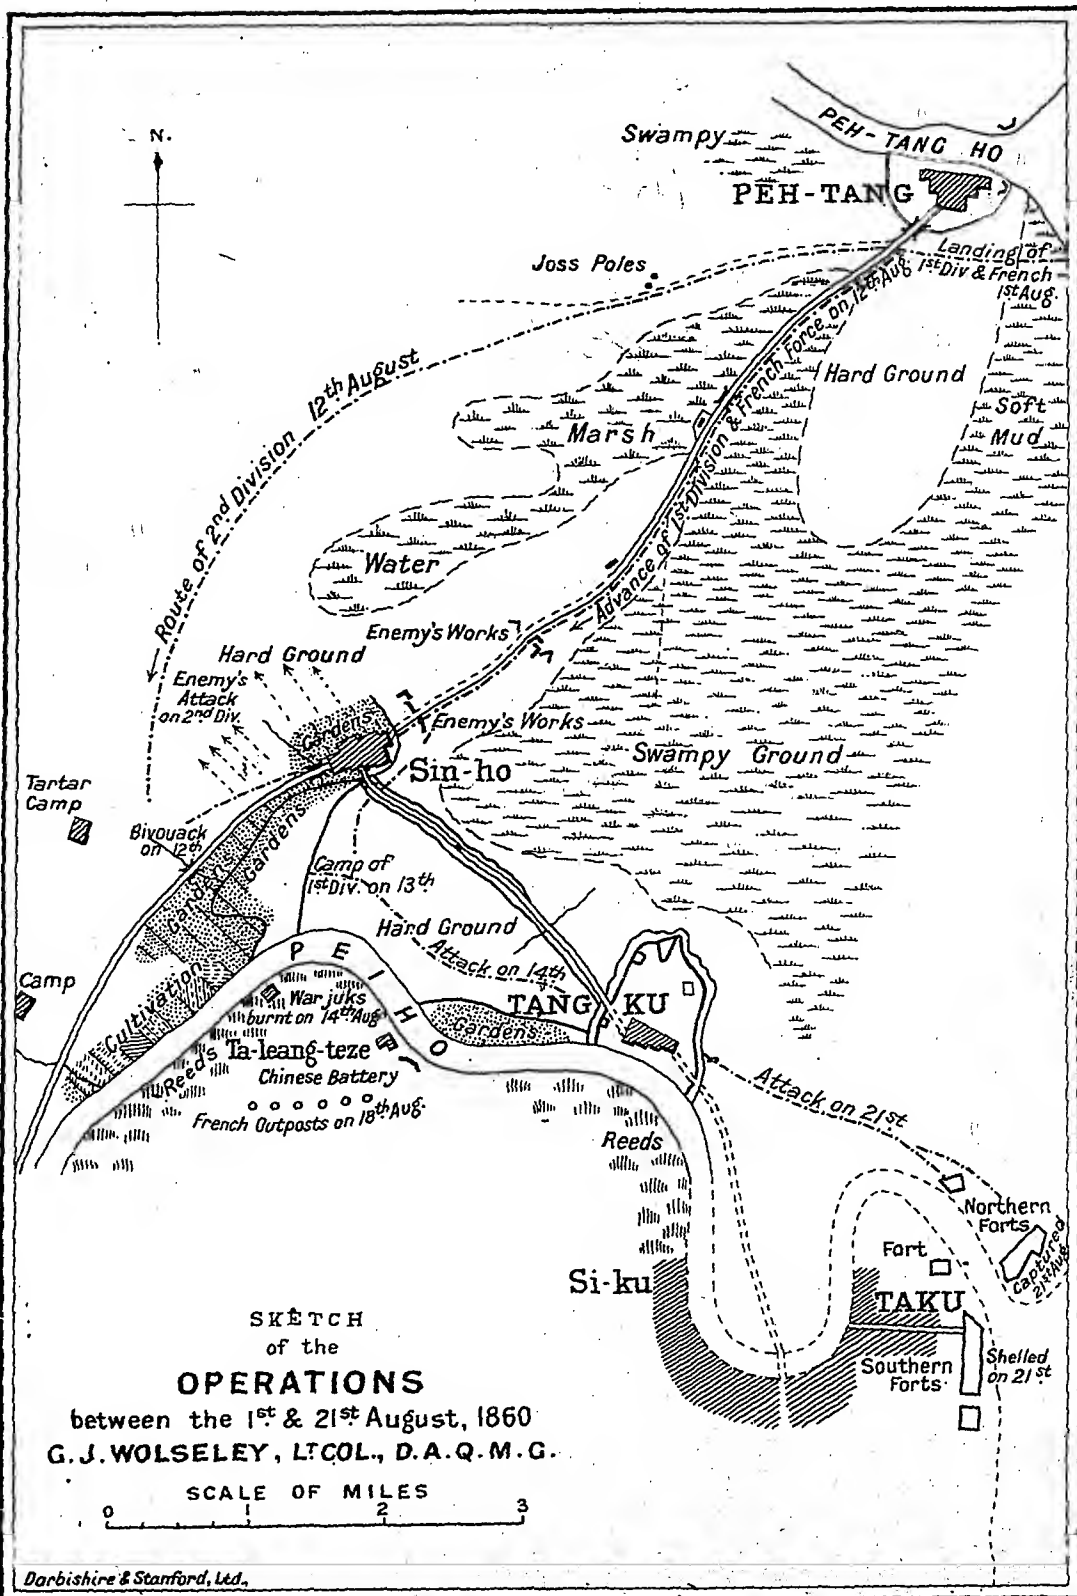 N.
Swampy
PEH-TANG HO
PEH-TANG
Landing of
1st Div & French
1st Aug.
Joss Poles
Advance of 1st Division & French Force on 12th Aug.
Hard Ground
Soft
Mud
Marsh
Route of 2nd Division 12th August
Water
Enemy's Works
Hard Ground
Enemy's
Attack
on 2nd Div.
Gardens
Enemy's Works
Sin-ho
Swampy Ground
Tartar
Camp
Bivouack
on 12th
Gardens
Gardens
Camp of
1st Div. on 13th
Hard Ground
Attack on 14th
PEIHO
Camp
Cultivation
War juks
burnt on 14th Aug
Gardens
TANG KU
Reeds
Ta-leang-teze
Chinese Battery
French Outposts on 18th Aug.
Attack on 21st
Reeds
Northern
Forts
Captured
21st Aug.
Fort
Si-ku
TAKU
Southern
Forts
Shelled
on 21st
SKETCH
of the
OPERATIONS
between the 1st & 21st August, 1860
G.J. WOLSELEY, LT COL., D.A.Q.M.G.
SCALE OF MILES
0 1 2 3
Darbishire & Stanford, Ltd.,